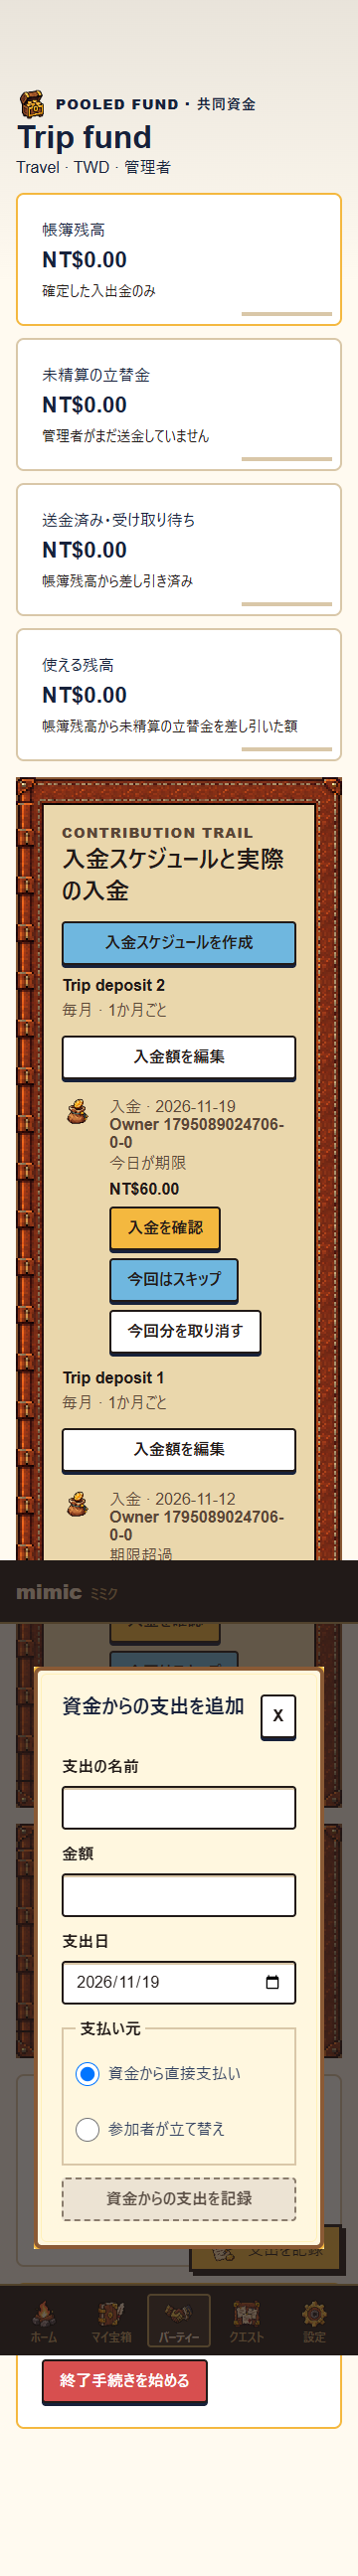 POOLED FUND · 共同資金
Trip fund
Travel · TWD · 管理者
帳簿残高
NT$0.00
確定した入出金のみ
未精算の立替金
NT$0.00
管理者がまだ送金していません
送金済み・受け取り待ち
NT$0.00
帳簿残高から差し引き済み
使える残高
NT$0.00
帳簿残高から未精算の立替金を差し引いた額
CONTRIBUTION TRAIL
入金スケジュールと実際
の入金
入金スケジュールを作成
Trip deposit 2
毎月 · 1か月ごと
入金額を編集
入金 · 2026-11-19
Owner 1795089024706-
0-0
今日が期限
NT$60.00
入金を確認
今回はスキップ
今回分を取り消す
Trip deposit 1
毎月 · 1か月ごと
入金額を編集
入金 · 2026-11-12
Owner 1795089024706-
0-0
期限超過
mimic ミミク
資金からの支出を追加
X
支出の名前
金額
支出日
2026/11/19
支払い元
資金から直接支払い
参加者が立て替え
資金からの支出を記録
支出を記録
ホーム
マイ宝箱
パーティー
クエスト
設定
終了手続きを始める